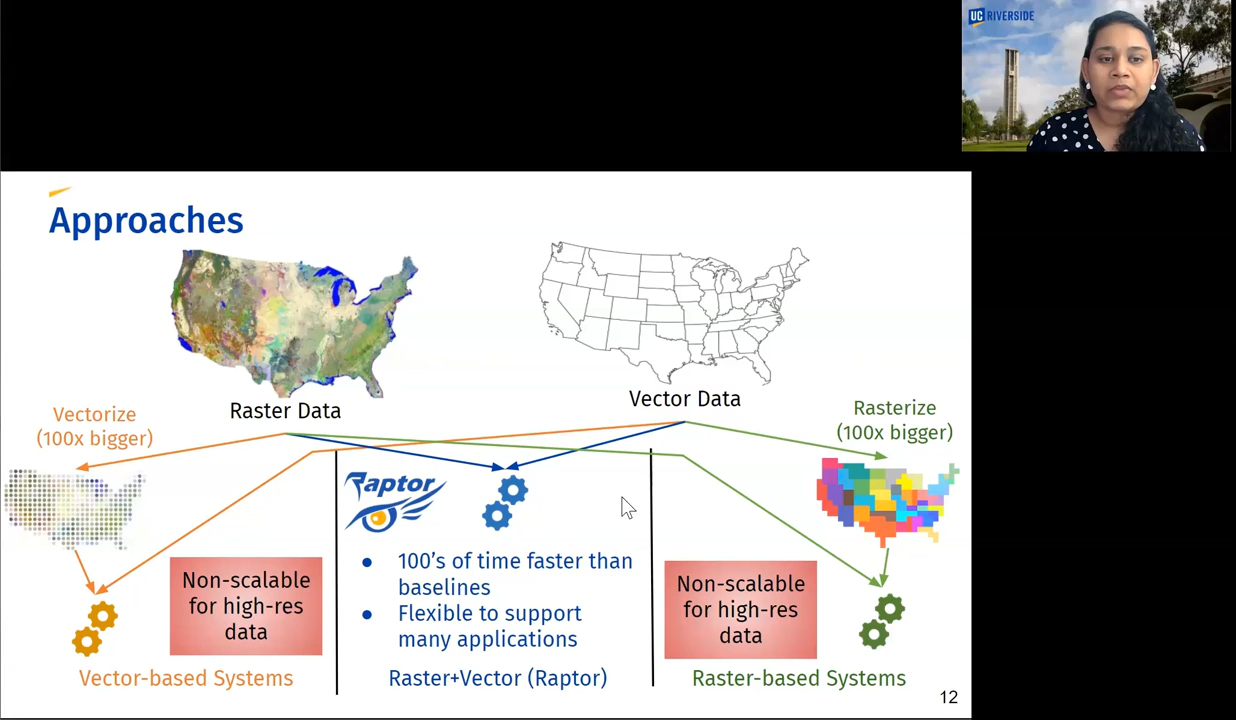 UC RIVERSIDE
Approaches
Raster Data
Vector Data
Vectorize
(100x bigger)
Rasterize
(100x bigger)
Raptor
Non-scalable
for high-res
data
● 100's of time faster than
baselines
● Flexible to support
many applications
Non-scalable
for high-res
data
Vector-based Systems
Raster+Vector (Raptor)
Raster-based Systems
12